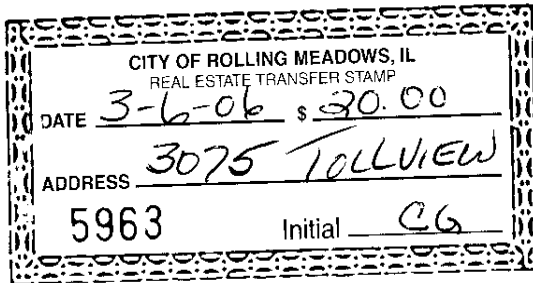 CITY OF ROLLING MEADOWS, IL
REAL ESTATE TRANSFER STAMP
DATE 3-6-06 $ 20.00
ADDRESS 3075 TOLLVIEW
5963 Initial CG